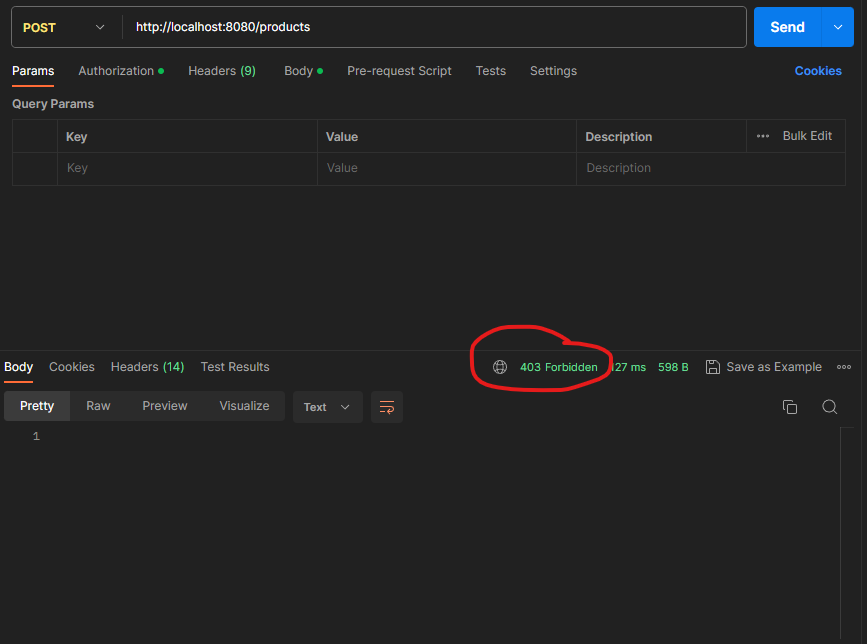 POST http://localhost:8080/products Send
Params Authorization Headers (9) Body Pre-request Script Tests Settings Cookies
Query Params
Key Value Description Bulk Edit
Key Value Description
Body Cookies Headers (14) Test Results 403 Forbidden 127 ms 598 B Save as Example
Pretty Raw Preview Visualize Text
1